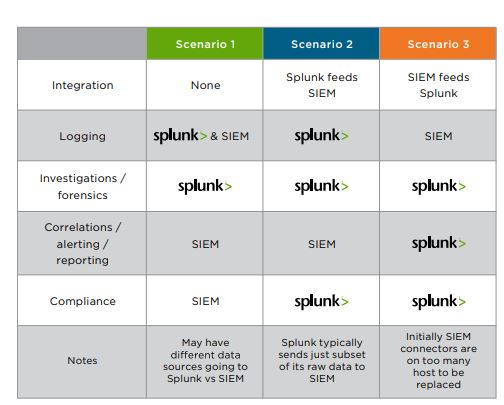 Scenario 1 Scenario 2 Scenario 3
Integration None Splunk feeds SIEM SIEM feeds Splunk
Logging splunk> & SIEM splunk> SIEM
Investigations / forensics splunk> splunk> splunk>
Correlations / alerting / reporting SIEM SIEM splunk>
Compliance SIEM splunk> splunk>
Notes May have different data sources going to Splunk vs SIEM Splunk typically sends just subset of its raw data to SIEM Initially SIEM connectors are on too many host to be replaced